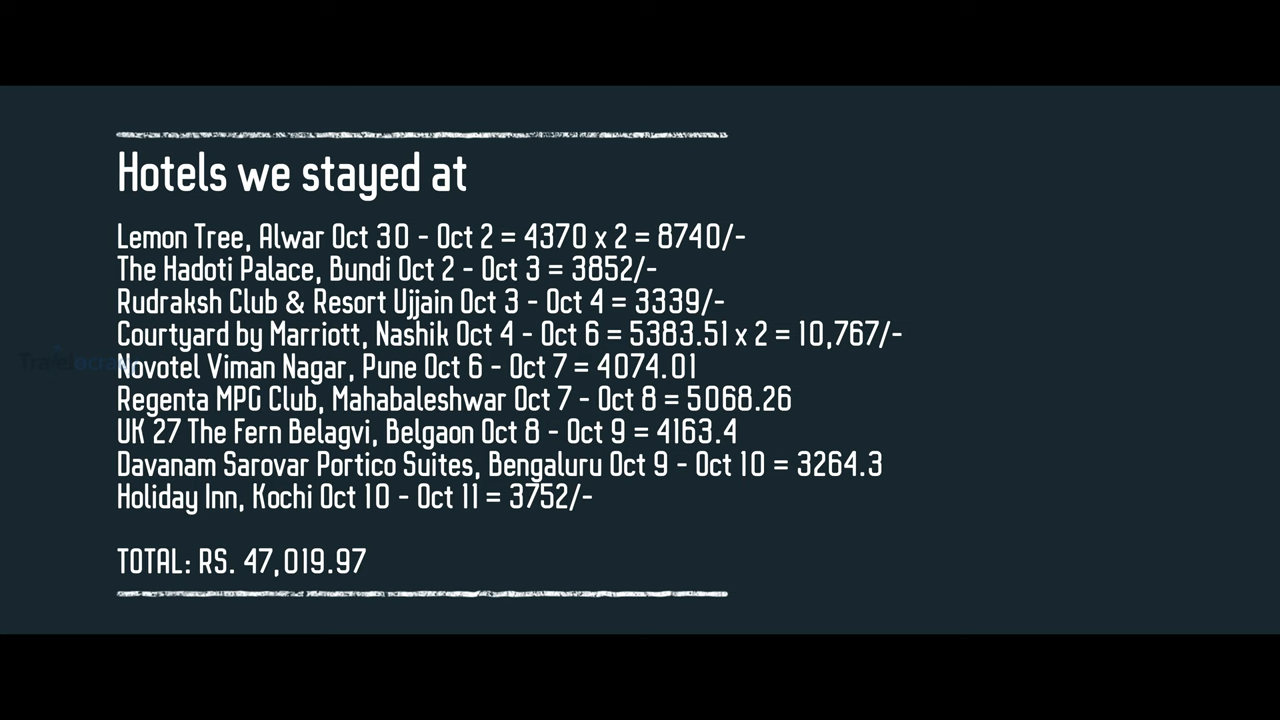 Hotels we stayed at
Lemon Tree, Alwar Oct 30 - Oct 2 = 4370 x 2 = 8740/-
The Hadoti Palace, Bundi Oct 2 - Oct 3 = 3852/-
Rudraksh Club & Resort Ujjain Oct 3 - Oct 4 = 3339/-
Courtyard by Marriott, Nashik Oct 4 - Oct 6 = 5383.51 x 2 = 10,767/-
Novotel Viman Nagar, Pune Oct 6 - Oct 7 = 4074.01
Regenta MPG Club, Mahabaleshwar Oct 7 - Oct 8 = 5068.26
UK 27 The Fern Belagvi, Belgaon Oct 8 - Oct 9 = 4163.4
Davanam Sarovar Portico Suites, Bengaluru Oct 9 - Oct 10 = 3264.3
Holiday Inn, Kochi Oct 10 - Oct 11 = 3752/-
TOTAL: RS. 47,019.97